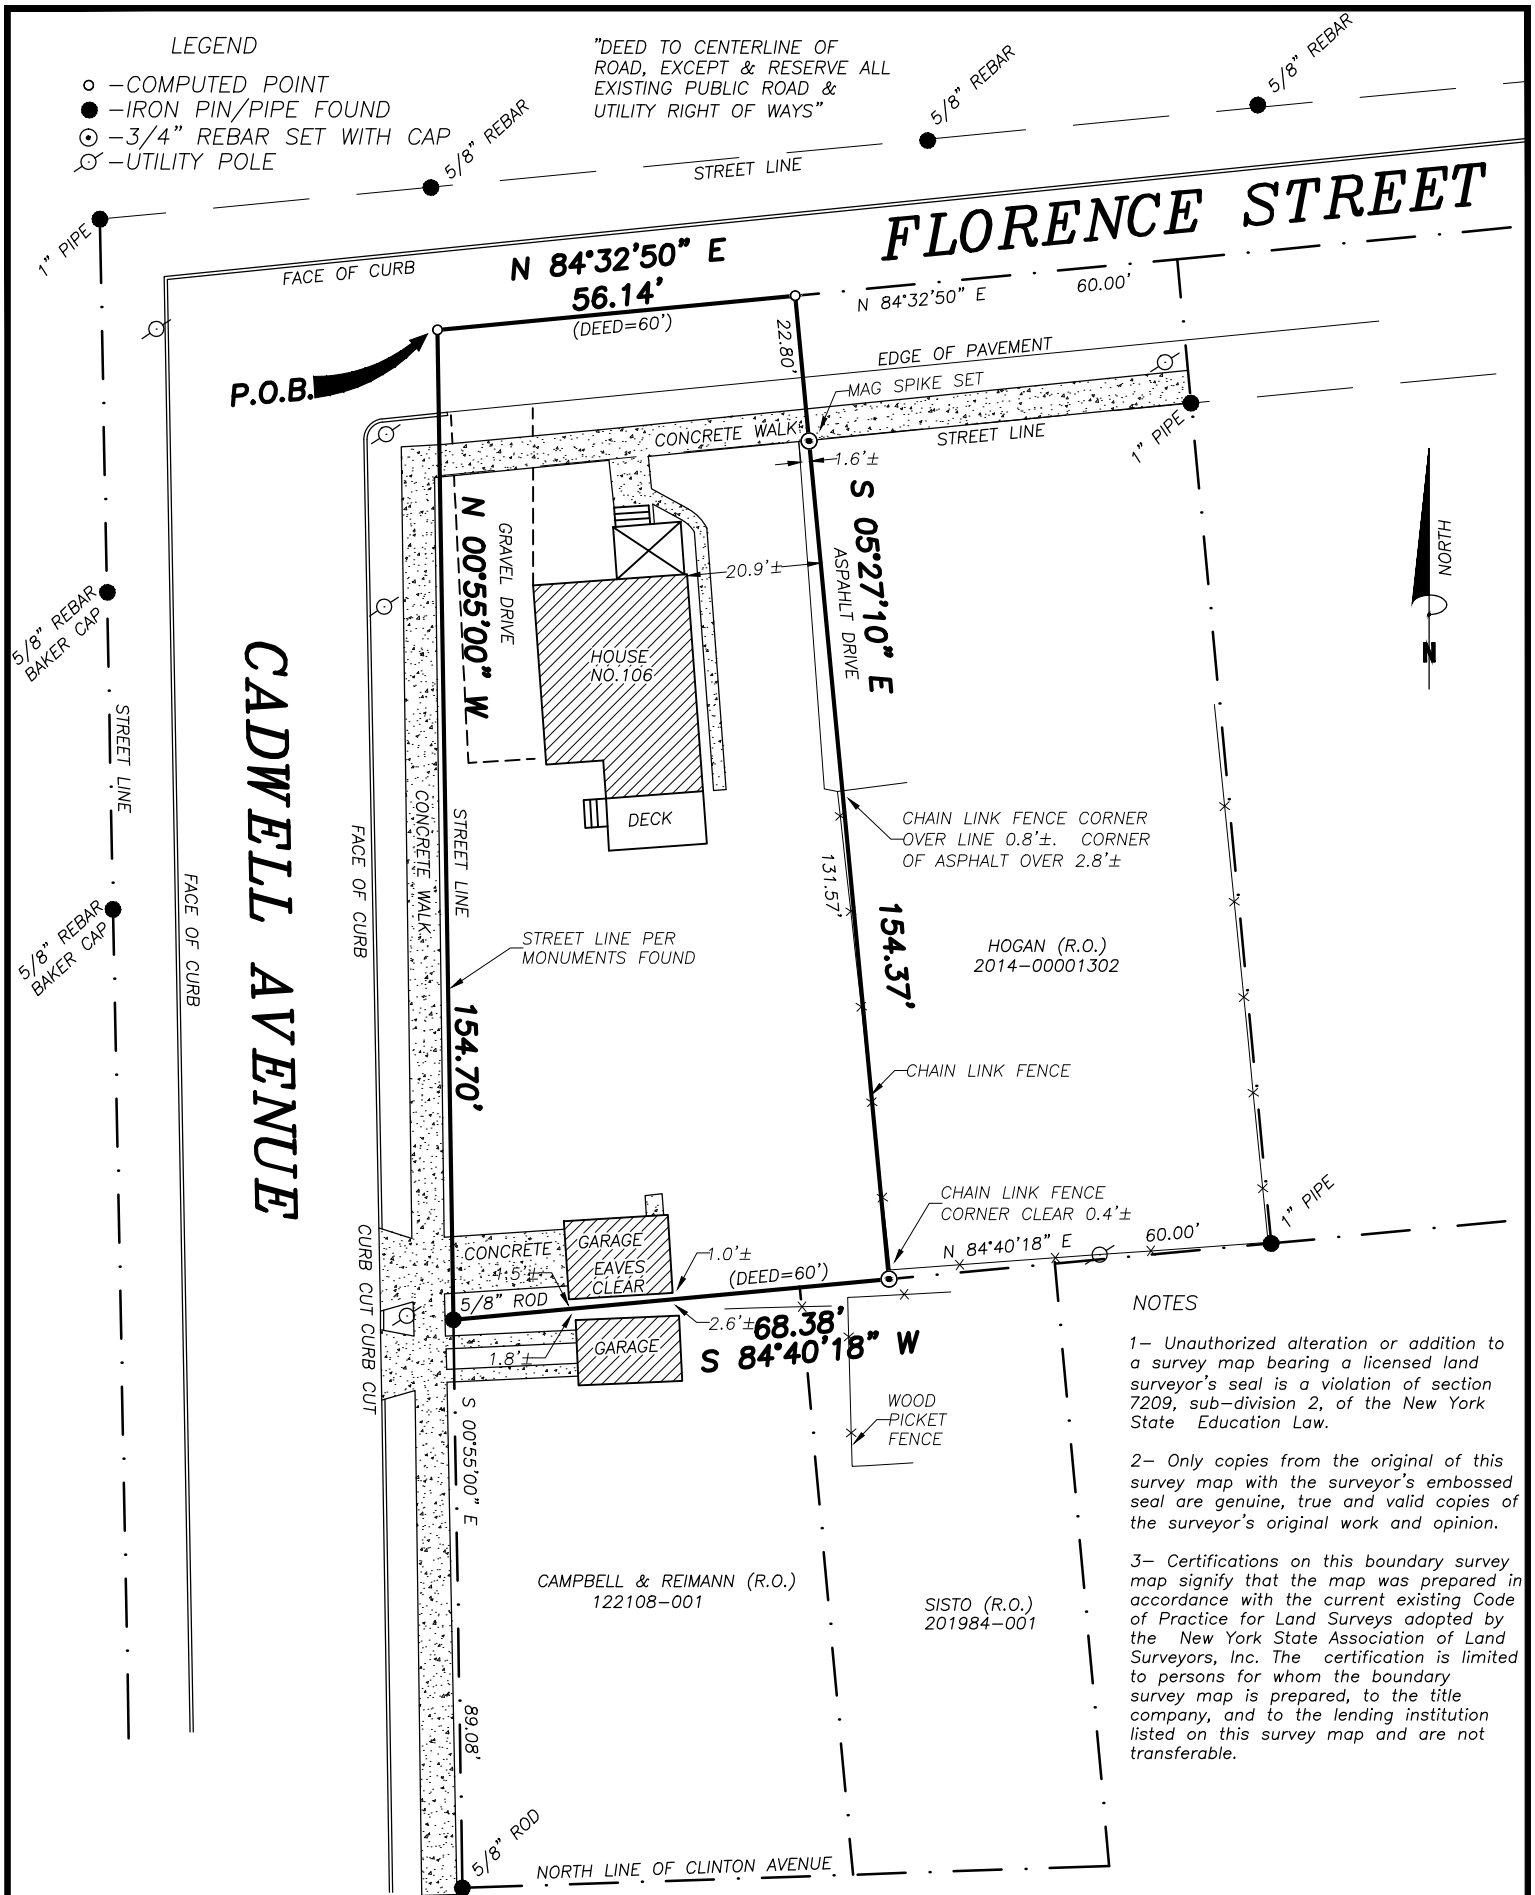 LEGEND
—COMPUTED POINT
—IRON PIN/PIPE FOUND
—3/4" REBAR SET WITH CAP
—UTILITY POLE
"DEED TO CENTERLINE OF
ROAD, EXCEPT & RESERVE ALL
EXISTING PUBLIC ROAD &
UTILITY RIGHT OF WAYS"
5/8" REBAR
5/8" REBAR
5/8" REBAR
1" PIPE
STREET LINE
FLORENCE STREET
FACE OF CURB
N 84°32'50" E
56.14'
(DEED=60')
N 84°32'50" E
60.00'
P.O.B.
22.80'
EDGE OF PAVEMENT
MAG SPIKE SET
CONCRETE WALK
STREET LINE
1" PIPE
1.6'±
N 00°55'00" W
GRAVEL DRIVE
S 05°27'10" E
ASPAHLT DRIVE
20.9'±
NORTH
N
5/8" REBAR
BAKER CAP
HOUSE
NO.106
CADWELL AVENUE
STREET LINE
FACE OF CURB
FACE OF CURB
CONCRETE WALK
STREET LINE
DECK
CHAIN LINK FENCE CORNER
OVER LINE 0.8'±. CORNER
OF ASPHALT OVER 2.8'±
131.57'
154.37'
5/8" REBAR
BAKER CAP
STREET LINE PER
MONUMENTS FOUND
HOGAN (R.O.)
2014-00001302
154.70'
CHAIN LINK FENCE
CHAIN LINK FENCE
CORNER CLEAR 0.4'±
N 84°40'18" E
60.00'
1" PIPE
CURB CUT
CURB CUT
CONCRETE
GARAGE
EAVES
CLEAR
1.5'±
1.0'±
(DEED=60')
5/8" ROD
2.6'±
68.38'
S 84°40'18" W
1.8'±
GARAGE
WOOD
PICKET
FENCE
S 00°55'00" E
CAMPBELL & REIMANN (R.O.)
122108-001
SISTO (R.O.)
201984-001
89.08'
5/8" ROD
NORTH LINE OF CLINTON AVENUE
NOTES
1— Unauthorized alteration or addition to
a survey map bearing a licensed land
surveyor's seal is a violation of section
7209, sub-division 2, of the New York
State Education Law.
2— Only copies from the original of this
survey map with the surveyor's embossed
seal are genuine, true and valid copies of
the surveyor's original work and opinion.
3— Certifications on this boundary survey
map signify that the map was prepared in
accordance with the current existing Code
of Practice for Land Surveys adopted by
the New York State Association of Land
Surveyors, Inc. The certification is limited
to persons for whom the boundary
survey map is prepared, to the title
company, and to the lending institution
listed on this survey map and are not
transferable.